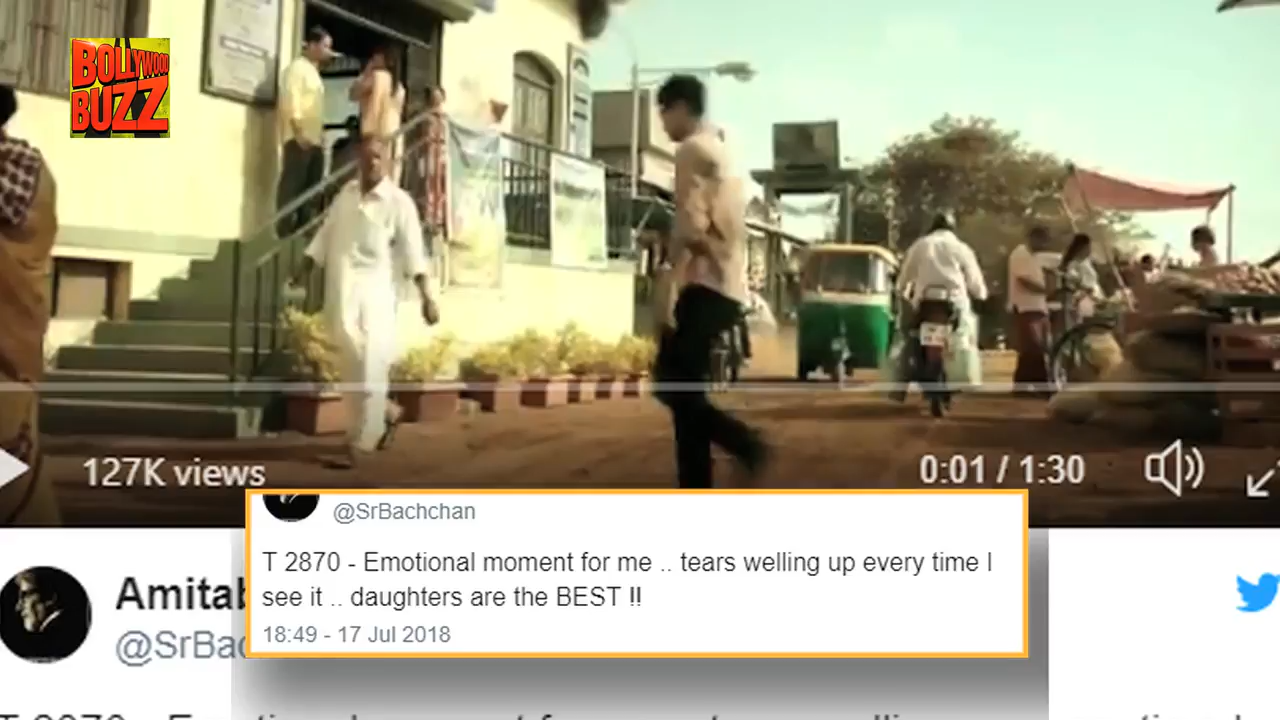 BOLLYWOOD
BUZZ
127K views
0:01 / 1:30
@SrBachchan
T 2870 - Emotional moment for me .. tears welling up every time I
see it .. daughters are the BEST !!
18:49 - 17 Jul 2018
Amitab
@SrBac